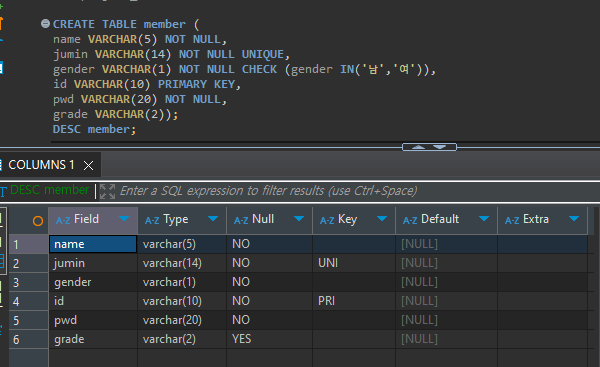 CREATE TABLE member (
name VARCHAR(5) NOT NULL,
jumin VARCHAR(14) NOT NULL UNIQUE,
gender VARCHAR(1) NOT NULL CHECK (gender IN('남','여')),
id VARCHAR(10) PRIMARY KEY,
pwd VARCHAR(20) NOT NULL,
grade VARCHAR(2));
DESC member;
COLUMNS 1
DESC member Enter a SQL expression to filter results (use Ctrl+Space)
A-Z Field A-Z Type A-Z Null A-Z Key A-Z Default A-Z Extra
1 name varchar(5) NO [NULL]
2 jumin varchar(14) NO UNI [NULL]
3 gender varchar(1) NO [NULL]
4 id varchar(10) NO PRI [NULL]
5 pwd varchar(20) NO [NULL]
6 grade varchar(2) YES [NULL]